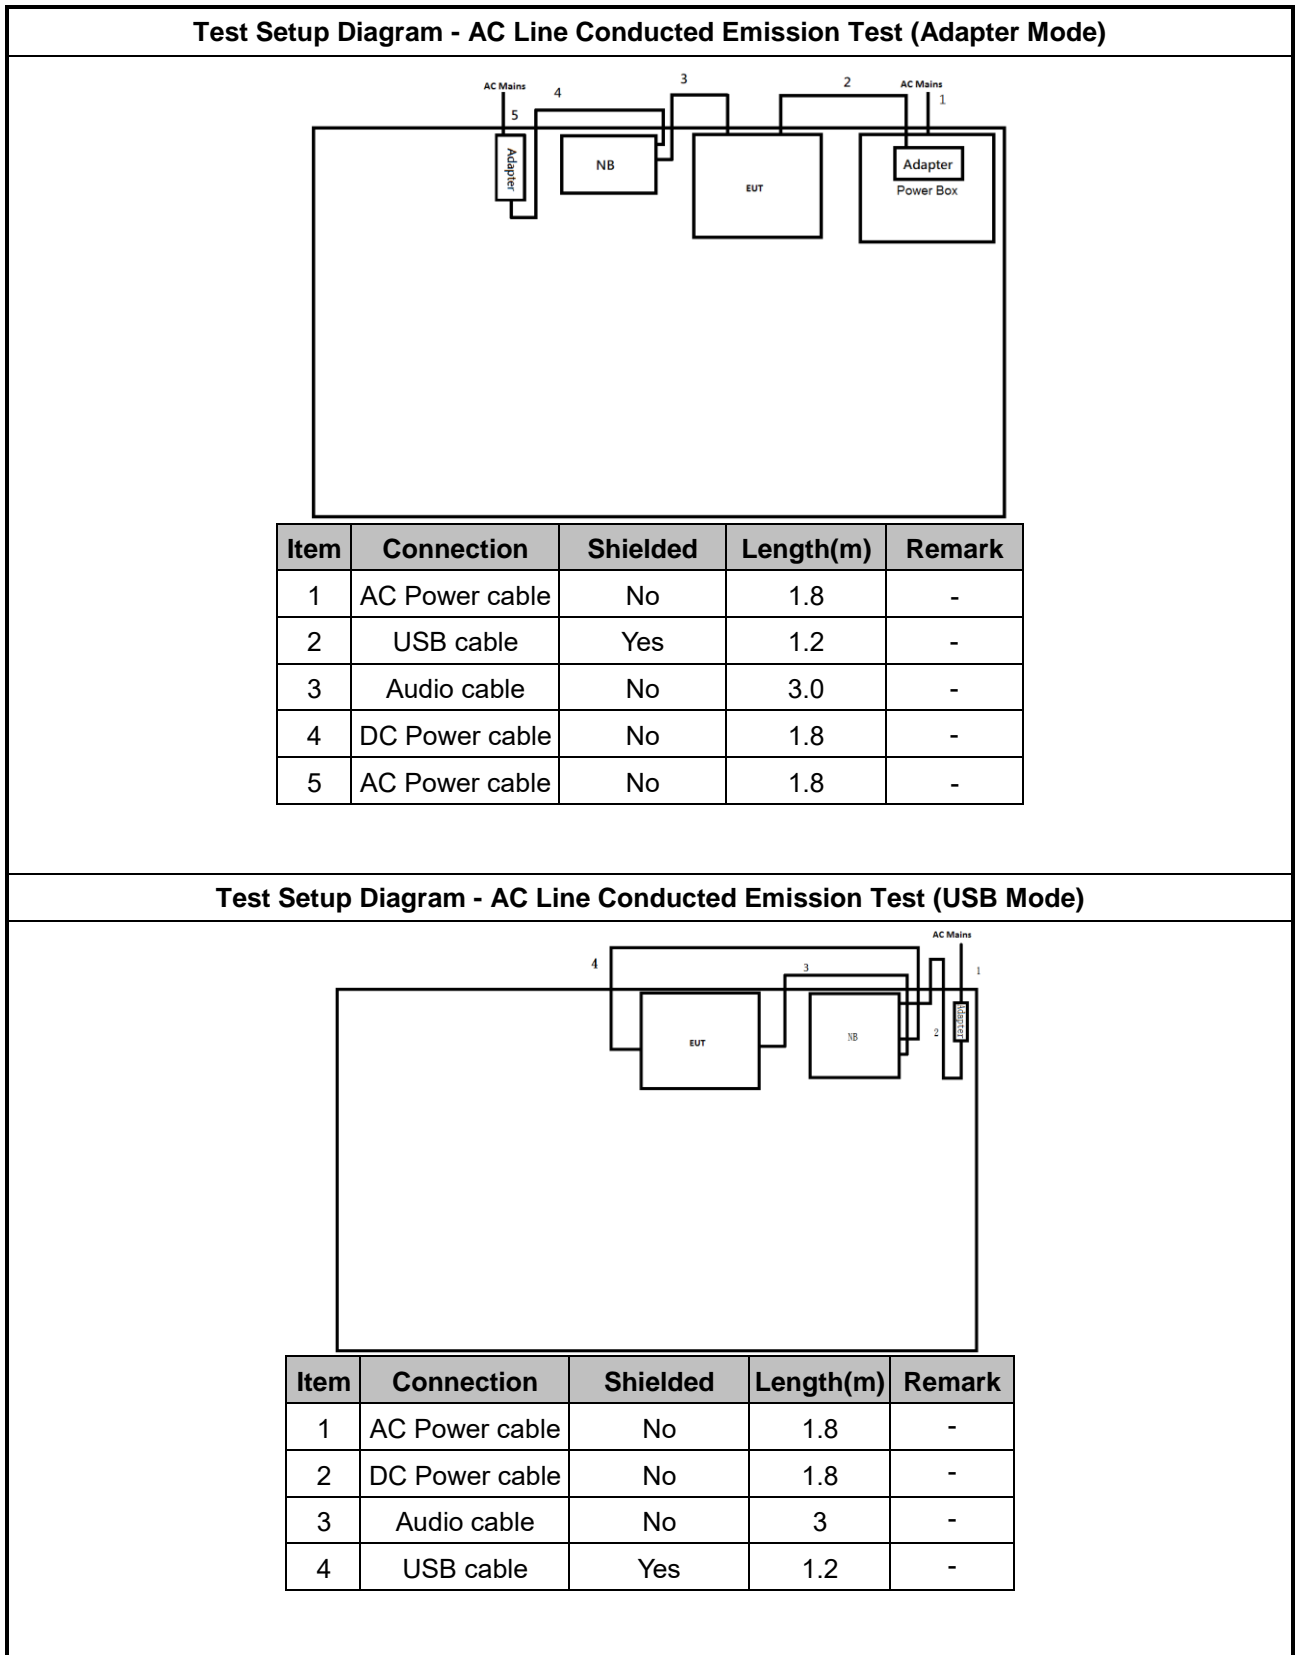 Test Setup Diagram - AC Line Conducted Emission Test (Adapter Mode)
AC Mains 4 3 2 AC Mains
5 1
Adapter NB EUT Adapter
Power Box
Item Connection Shielded Length(m) Remark
1 AC Power cable No 1.8 -
2 USB cable Yes 1.2 -
3 Audio cable No 3.0 -
4 DC Power cable No 1.8 -
5 AC Power cable No 1.8 -
Test Setup Diagram - AC Line Conducted Emission Test (USB Mode)
AC Mains
4 3 1
EUT NB 2 Adapter
Item Connection Shielded Length(m) Remark
1 AC Power cable No 1.8 -
2 DC Power cable No 1.8 -
3 Audio cable No 3 -
4 USB cable Yes 1.2 -